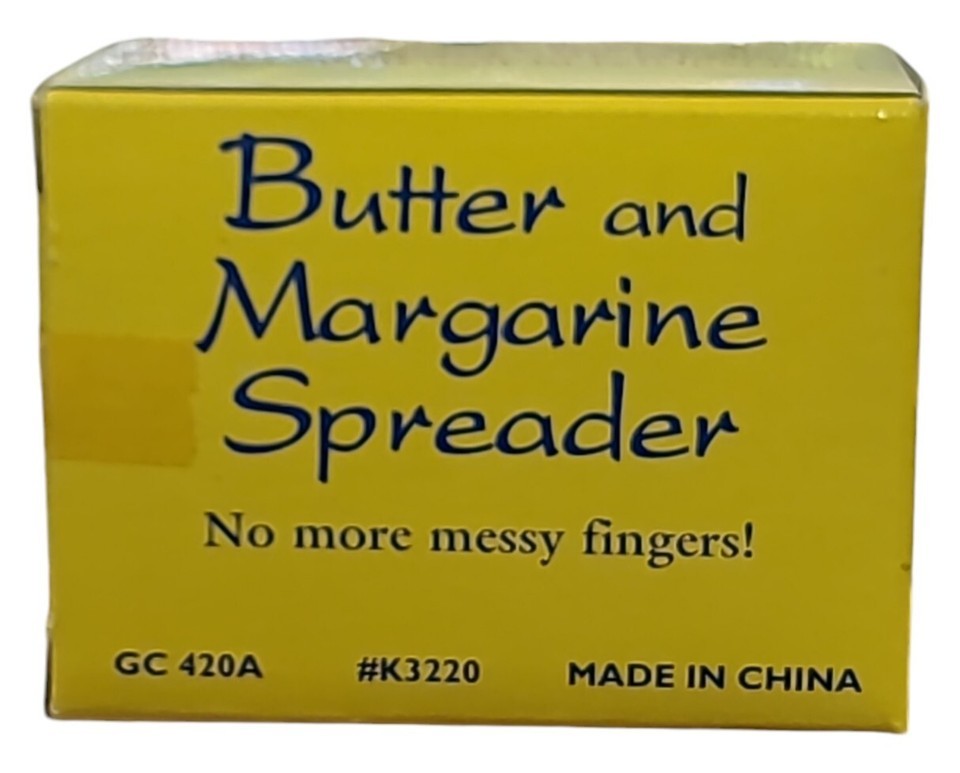 Butter and
Margarine
Spreader
No more messy fingers!
GC 420A #K3220 MADE IN CHINA